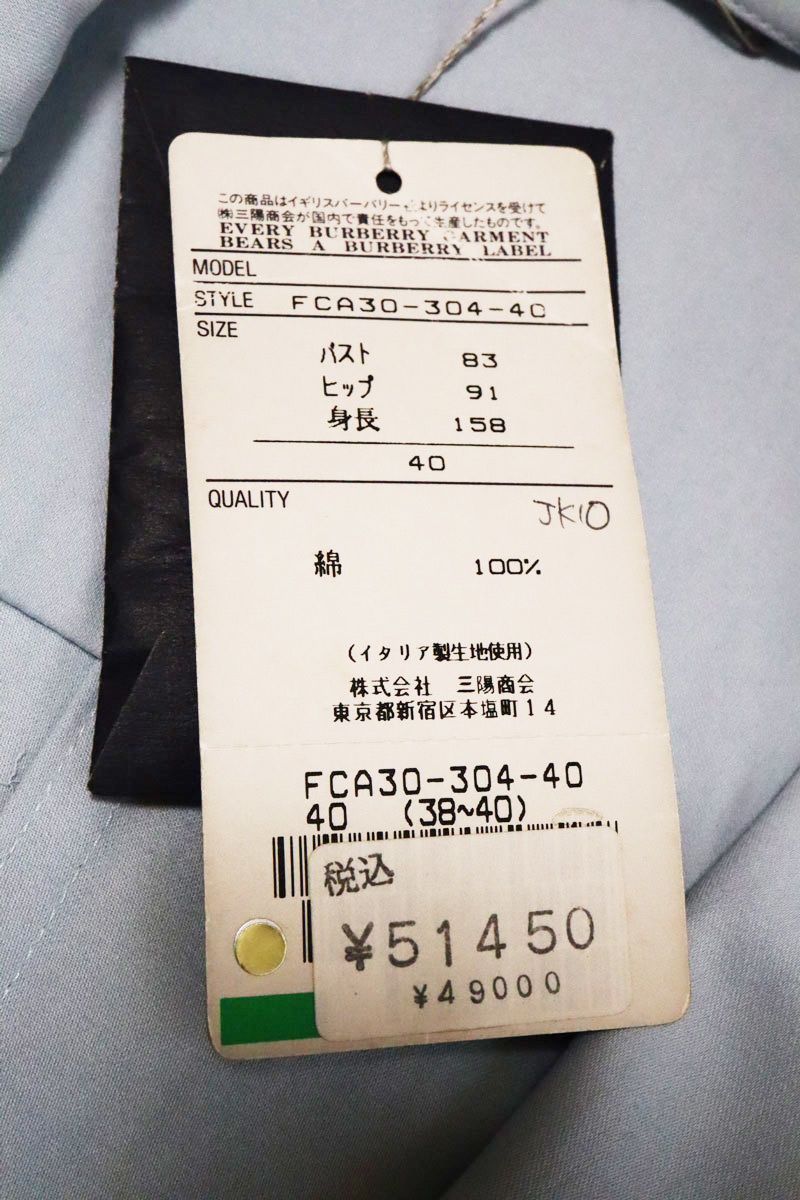 この商品はイギリスバーバリー社よりライセンスを受けて
㈱三陽商会が国内で責任をもって生産したものです。
EVERY BURBERRY GARMENT
BEARS A BURBERRY LABEL
MODEL
STYLE FCA30-304-40
SIZE
バスト 83
ヒップ 91
身長 158
40
QUALITY
JK10
綿 100%
(イタリア製生地使用)
株式会社 三陽商会
東京都新宿区本塩町14
FCA30-304-40
40 (38~40)
税込
¥51450
¥49000